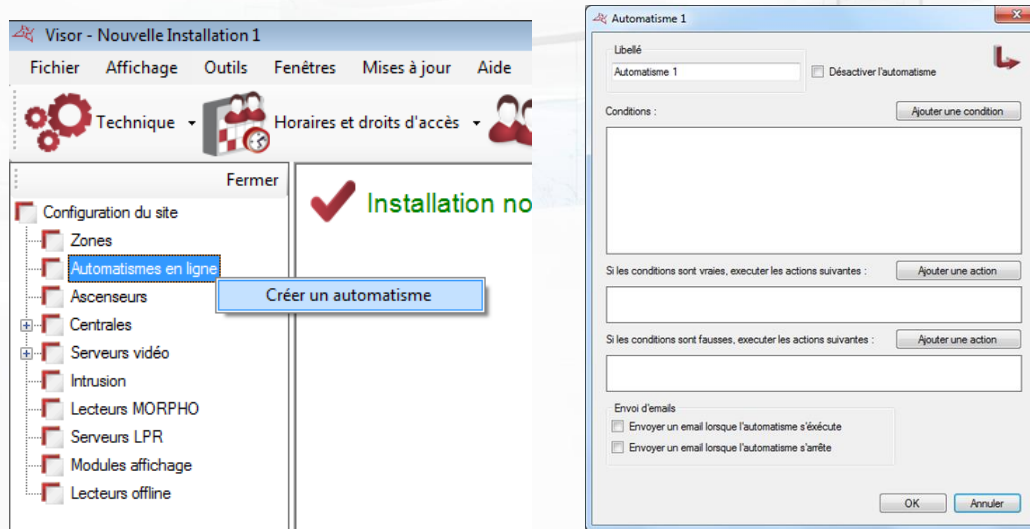 Visor - Nouvelle Installation 1
Fichier Affichage Outils Fenêtres Mises à jour Aide
Technique Horaires et droits d'accès
Fermer
Configuration du site
Zones
Automatismes en ligne
Ascenseurs
Centrales
Serveurs vidéo
Intrusion
Lecteurs MORPHO
Serveurs LPR
Modules affichage
Lecteurs offline
Créer un automatisme
Installation no
Automatisme 1
Libellé
Automatisme 1
Désactiver l'automatisme
Conditions :
Ajouter une condition
Si les conditions sont vraies, executer les actions suivantes :
Ajouter une action
Si les conditions sont fausses, executer les actions suivantes :
Ajouter une action
Envoi d'emails
Envoyer un email lorsque l'automatisme s'éxécute
Envoyer un email lorsque l'automatisme s'arrête
OK Annuler